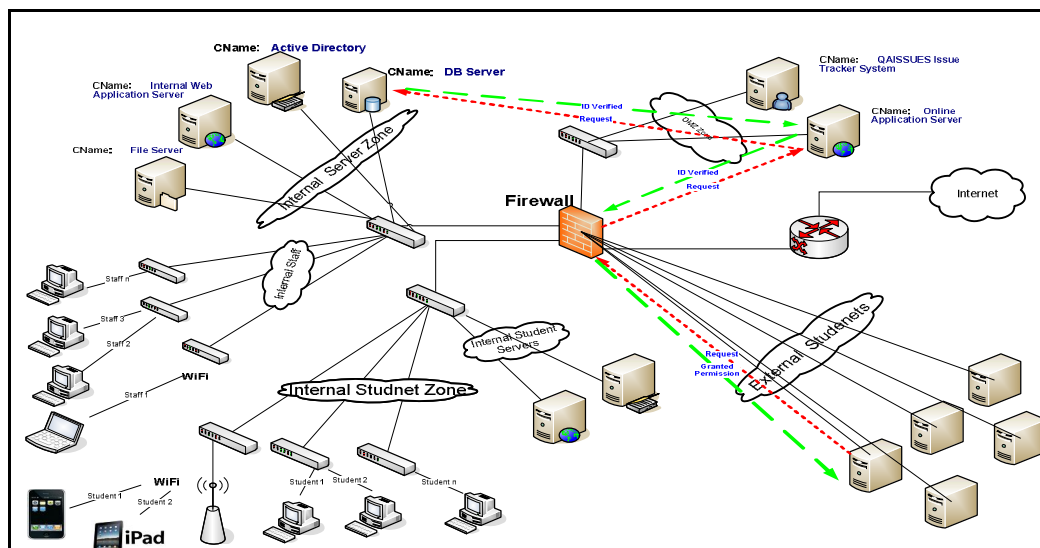 CName: Active Directory
CName: DB Server
CName: Internal Web
Application Server
CName: File Server
Internal Server Zone
CName: QAISSUES Issue
Tracker System
CName: Online
Application Server
DMZ Zone
ID Verified
Request
ID Verified
Request
Firewall
Internet
Internal Staff
Staff n
Staff 3
Staff 2
WiFi
Staff 1
Internal Student
Servers
Internal Studnet Zone
External Studenets
Request
Granted
Permission
Student 1
WiFi
Student 2
iPad
Student 1
Student 2
Student n